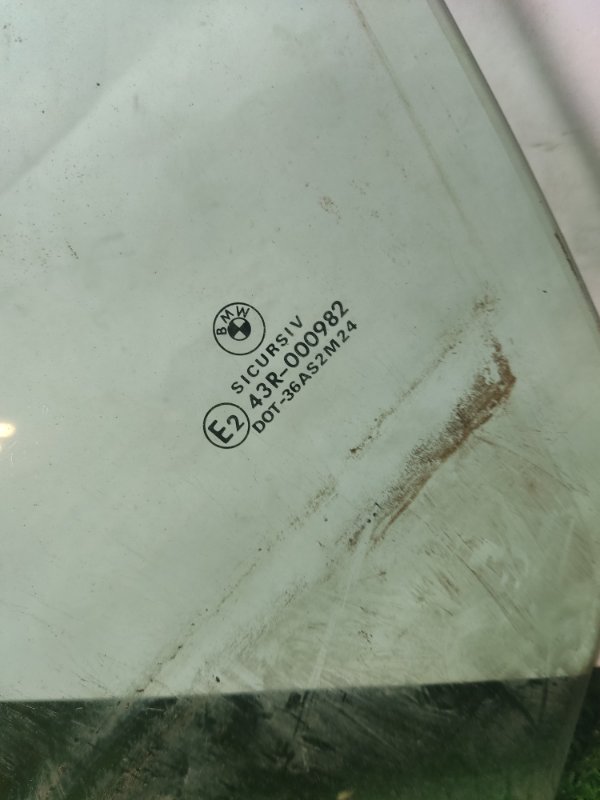 BMW
SICURSIV
E2
43R-000982
DOT-36AS2M24